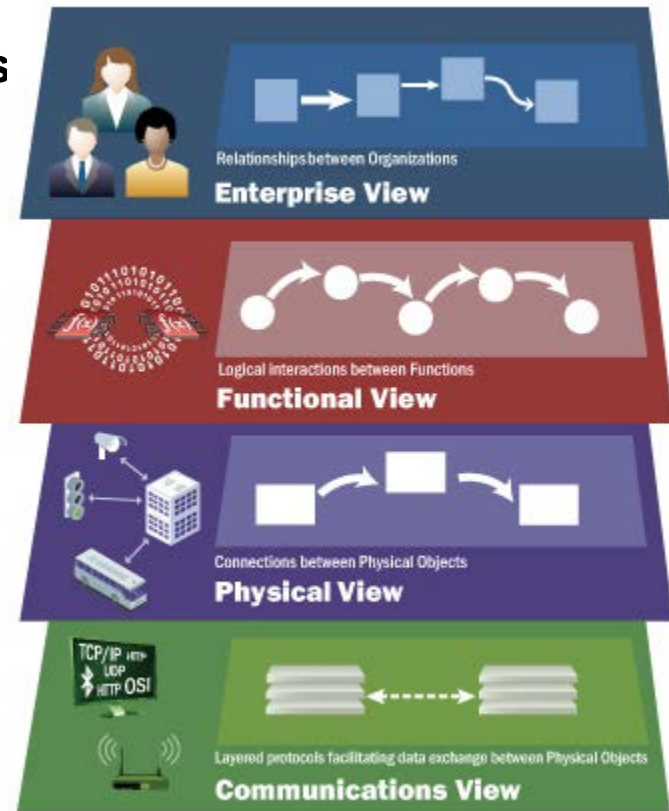 s
Relationships between Organizations
Enterprise View
f(x) f(x)
Logical interactions between Functions
Functional View
Connections between Physical Objects
Physical View
TCP/IP HTTP
UDP
HTTP OSI
Layered protocols facilitating data exchange between Physical Objects
Communications View